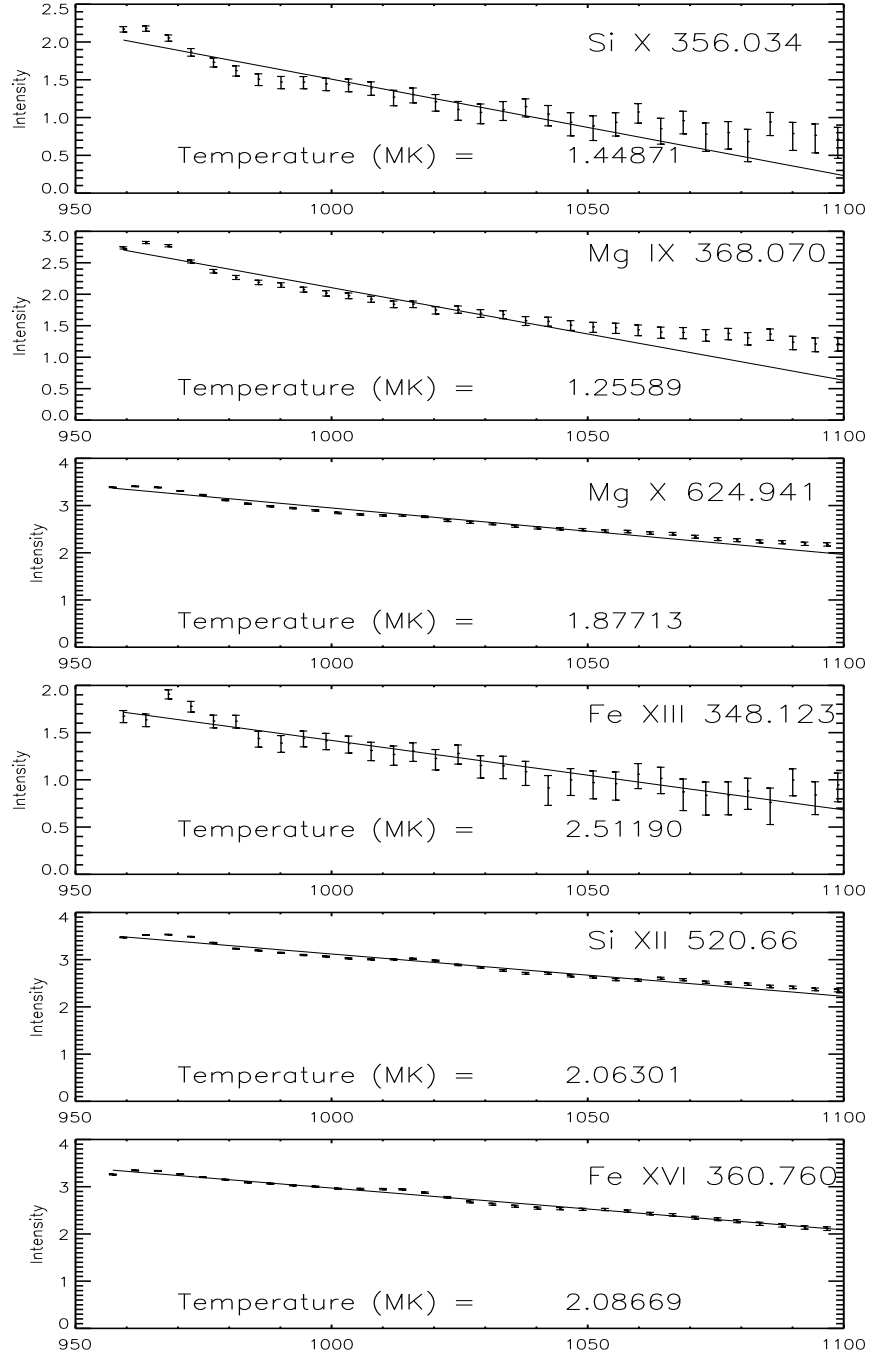 2.5
Si X 356.034
2.0
1.5
Intensity
1.0
0.5
Temperature (MK) = 1.44871
0.0
950 1000 1050 1100
3.0
Mg IX 368.070
2.5
2.0
1.5
Intensity
1.0
0.5
Temperature (MK) = 1.25589
0.0
950 1000 1050 1100
4
Mg X 624.941
3
Intensity
2
1
Temperature (MK) = 1.87713
0
950 1000 1050 1100
2.0
Fe XIII 348.123
1.5
Intensity
1.0
0.5
Temperature (MK) = 2.51190
0.0
950 1000 1050 1100
4
Si XII 520.66
3
Intensity
2
1
Temperature (MK) = 2.06301
0
950 1000 1050 1100
4
Fe XVI 360.760
3
Intensity
2
1
Temperature (MK) = 2.08669
0
950 1000 1050 1100